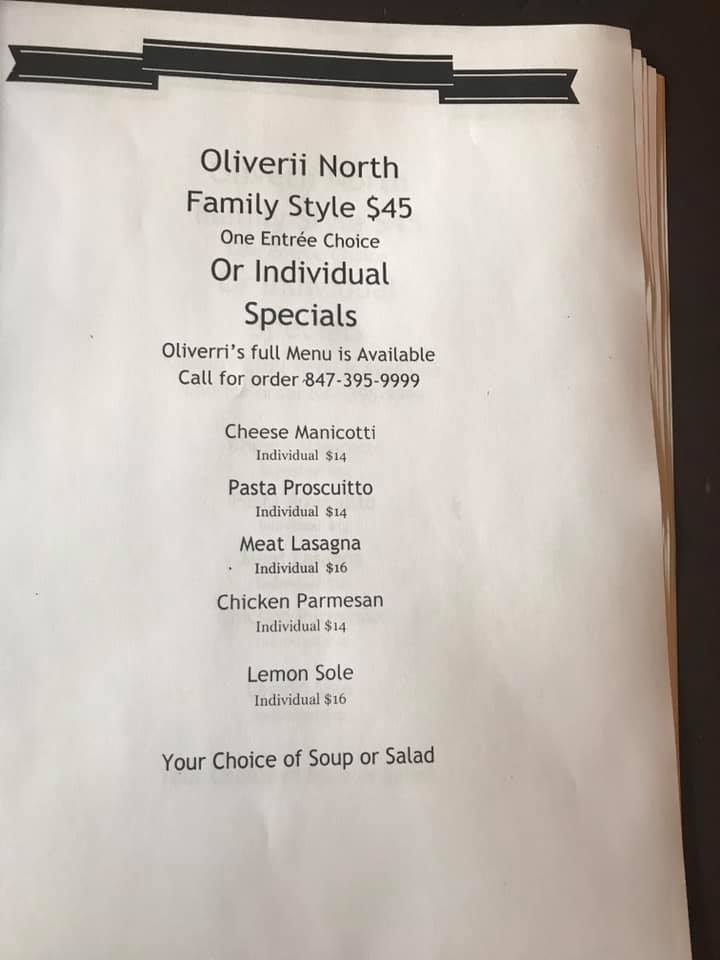 Oliverii North
Family Style $45
One Entrée Choice
Or Individual
Specials
Oliverri's full Menu is Available
Call for order 847-395-9999
Cheese Manicotti
Individual $14
Pasta Proscuitto
Individual $14
Meat Lasagna
Individual $16
Chicken Parmesan
Individual $14
Lemon Sole
Individual $16
Your Choice of Soup or Salad